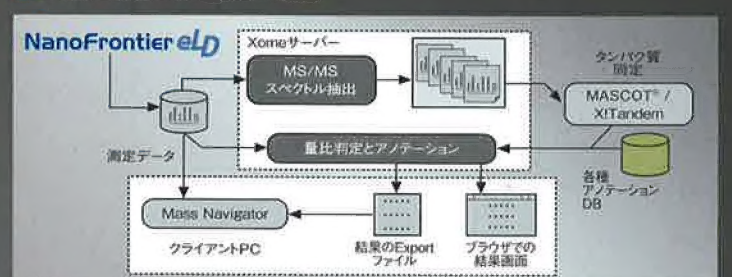 NanoFrontier eLD
Xomeサーバー
MS/MS
スペクトル抽出
タンパク質
同定
MASCOT® /
X!Tandem
測定データ
量比判定とアノテーション
各種
アノテーション
DB
Mass Navigator
クライアントPC
結果のExport
ファイル
ブラウザでの
結果画面